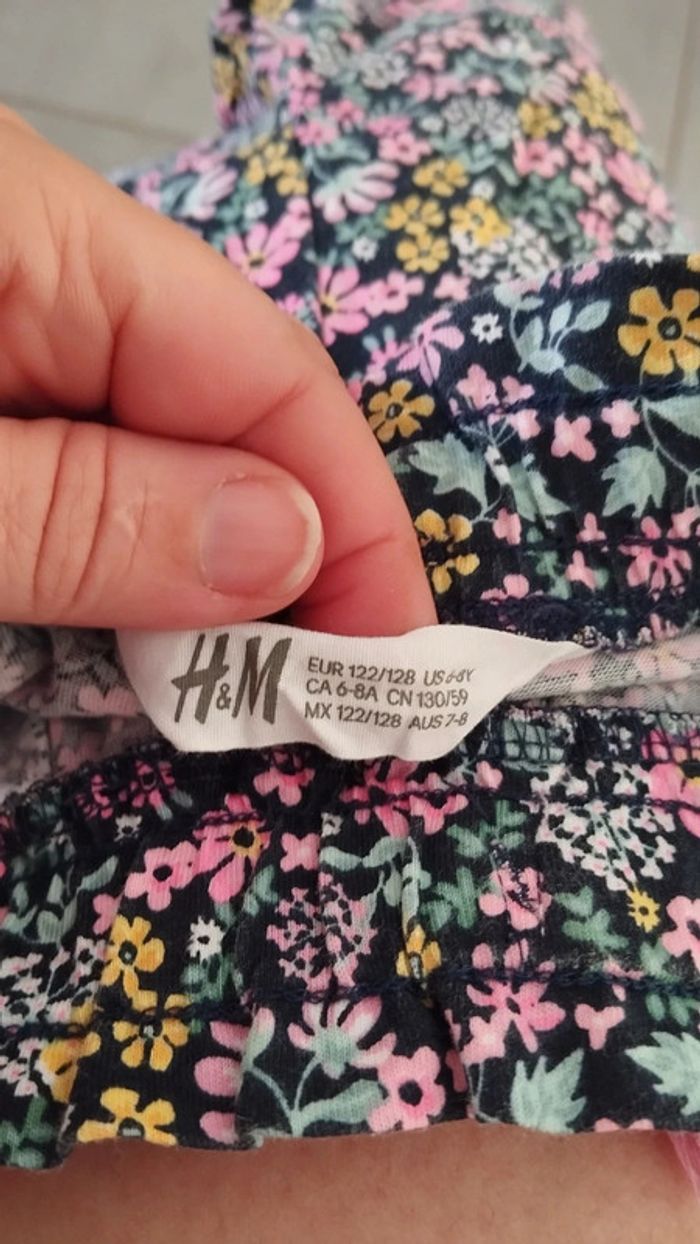 H&M
EUR 122/128 US 6-8Y
CA 6-8A CN 130/59
MX 122/128 AUS 7-8